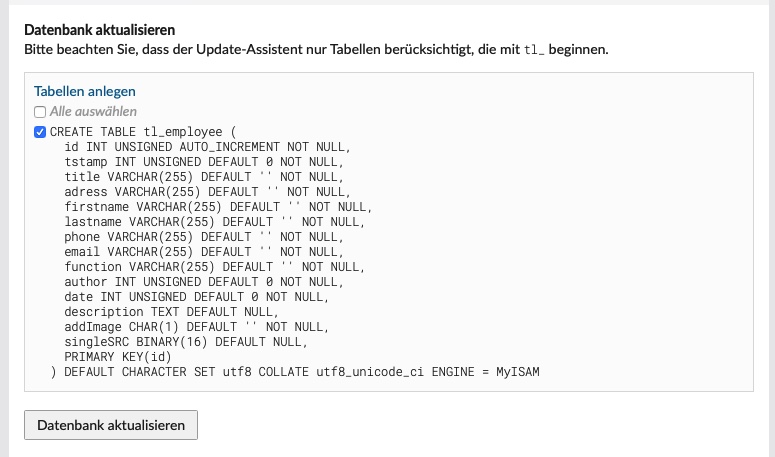 Datenbank aktualisieren
Bitte beachten Sie, dass der Update-Assistent nur Tabellen berücksichtigt, die mit tl_ beginnen.
Tabellen anlegen
Alle auswählen
CREATE TABLE tl_employee (
id INT UNSIGNED AUTO_INCREMENT NOT NULL,
tstamp INT UNSIGNED DEFAULT 0 NOT NULL,
title VARCHAR(255) DEFAULT '' NOT NULL,
adress VARCHAR(255) DEFAULT '' NOT NULL,
firstname VARCHAR(255) DEFAULT '' NOT NULL,
lastname VARCHAR(255) DEFAULT '' NOT NULL,
phone VARCHAR(255) DEFAULT '' NOT NULL,
email VARCHAR(255) DEFAULT '' NOT NULL,
function VARCHAR(255) DEFAULT '' NOT NULL,
author INT UNSIGNED DEFAULT 0 NOT NULL,
date INT UNSIGNED DEFAULT 0 NOT NULL,
description TEXT DEFAULT NULL,
addImage CHAR(1) DEFAULT '' NOT NULL,
singleSRC BINARY(16) DEFAULT NULL,
PRIMARY KEY(id)
) DEFAULT CHARACTER SET utf8 COLLATE utf8_unicode_ci ENGINE = MyISAM
Datenbank aktualisieren